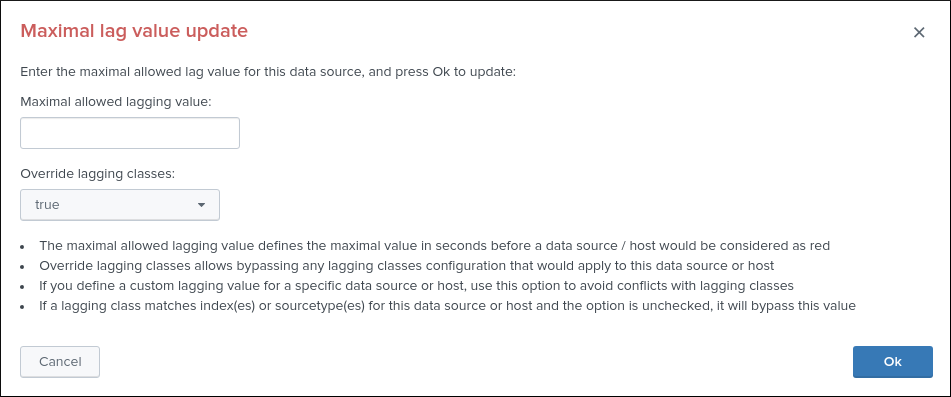 Maximal lag value update
×
Enter the maximal allowed lag value for this data source, and press Ok to update:
Maximal allowed lagging value:
Override lagging classes:
true
• The maximal allowed lagging value defines the maximal value in seconds before a data source / host would be considered as red
• Override lagging classes allows bypassing any lagging classes configuration that would apply to this data source or host
• If you define a custom lagging value for a specific data source or host, use this option to avoid conflicts with lagging classes
• If a lagging class matches index(es) or sourcetype(es) for this data source or host and the option is unchecked, it will bypass this value
Cancel
Ok